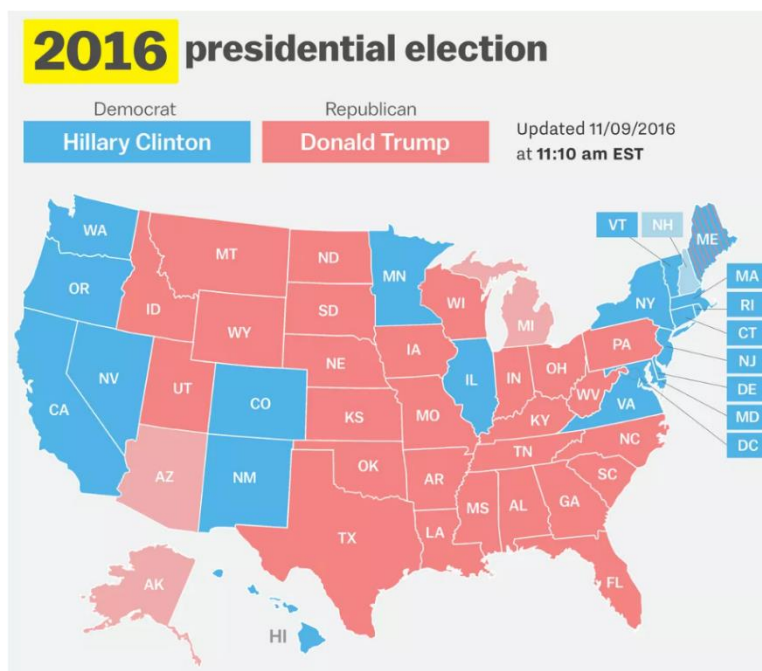 2016 presidential election
Democrat
Hillary Clinton
Republican
Donald Trump
Updated 11/09/2016
at 11:10 am EST
WA
MT
ND
MN
VT
NH
ME
OR
ID
SD
WI
MI
NY
MA
RI
CT
NJ
DE
MD
DC
WY
NE
IA
PA
NV
UT
CO
IL
IN
OH
WV
VA
CA
KS
MO
KY
NC
AZ
NM
OK
AR
TN
SC
TX
LA
MS
AL
GA
FL
AK
HI